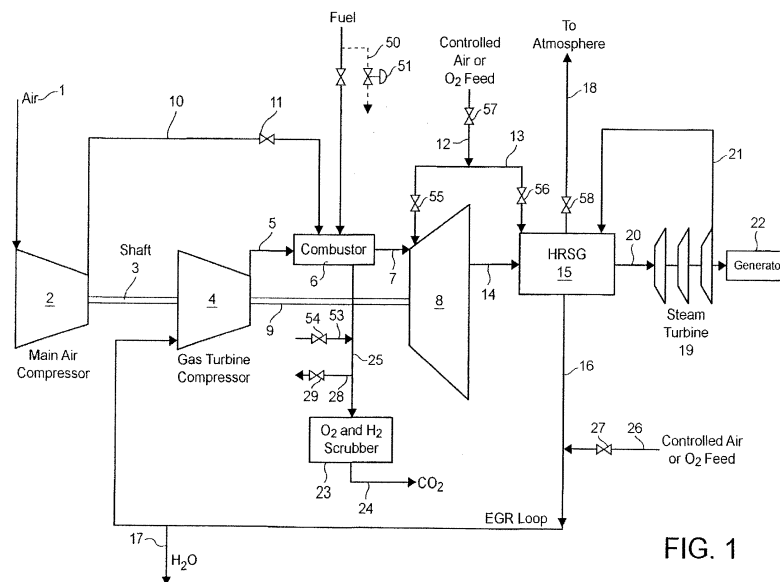 Fuel
50
51
Controlled
Air or
O2 Feed
57
12
13
To
Atmosphere
18
58
21
Air
1
10
11
55
56
5
Combustor
6
7
HRSG
15
20
22
Generator
Shaft
3
2
4
8
9
14
Steam
Turbine
19
54
53
25
16
Main Air
Compressor
Gas Turbine
Compressor
29
28
27
26
O2 and H2
Scrubber
23
24
CO2
Controlled Air
or O2 Feed
EGR Loop
17
H2O
FIG. 1